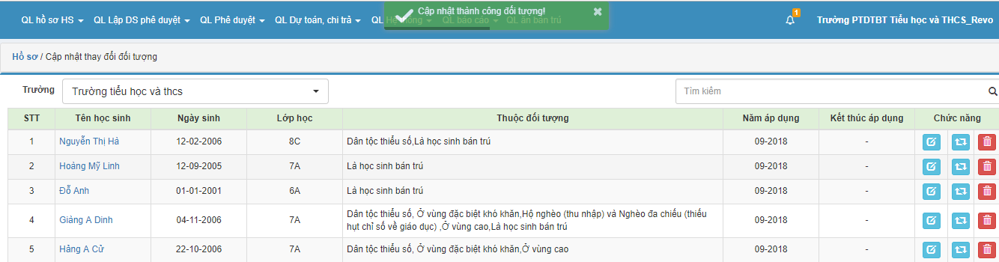 QL hồ sơ HS QL Lập DS phê duyệt QL Phê duyệt QL Dự toán, chi trả QL Hệ thống QL báo cáo QL ăn bán trú 1 Trường PTDTBT Tiểu học và THCS_Revo
Cập nhật thành công đối tượng! ×
Hồ sơ / Cập nhật thay đổi đối tượng
Trường Trường tiểu học và thcs Tìm kiếm
STT Tên học sinh Ngày sinh Lớp học Thuộc đối tượng Năm áp dụng Kết thúc áp dụng Chức năng
1 Nguyễn Thị Hà 12-02-2006 8C Dân tộc thiểu số,Là học sinh bán trú 09-2018 -
2 Hoàng Mỹ Linh 12-09-2005 7A Là học sinh bán trú 09-2018 -
3 Đỗ Anh 01-01-2001 6A Là học sinh bán trú 09-2018 -
4 Giàng A Dinh 04-11-2006 7A Dân tộc thiểu số, Ở vùng đặc biệt khó khăn,Hộ nghèo (thu nhập) và Nghèo đa chiều (thiếu 09-2018 -
hụt chỉ số về giáo dục) ,Ở vùng cao,Là học sinh bán trú
5 Hảng A Cử 22-10-2006 7A Dân tộc thiểu số, Ở vùng đặc biệt khó khăn,Ở vùng cao 09-2018 -